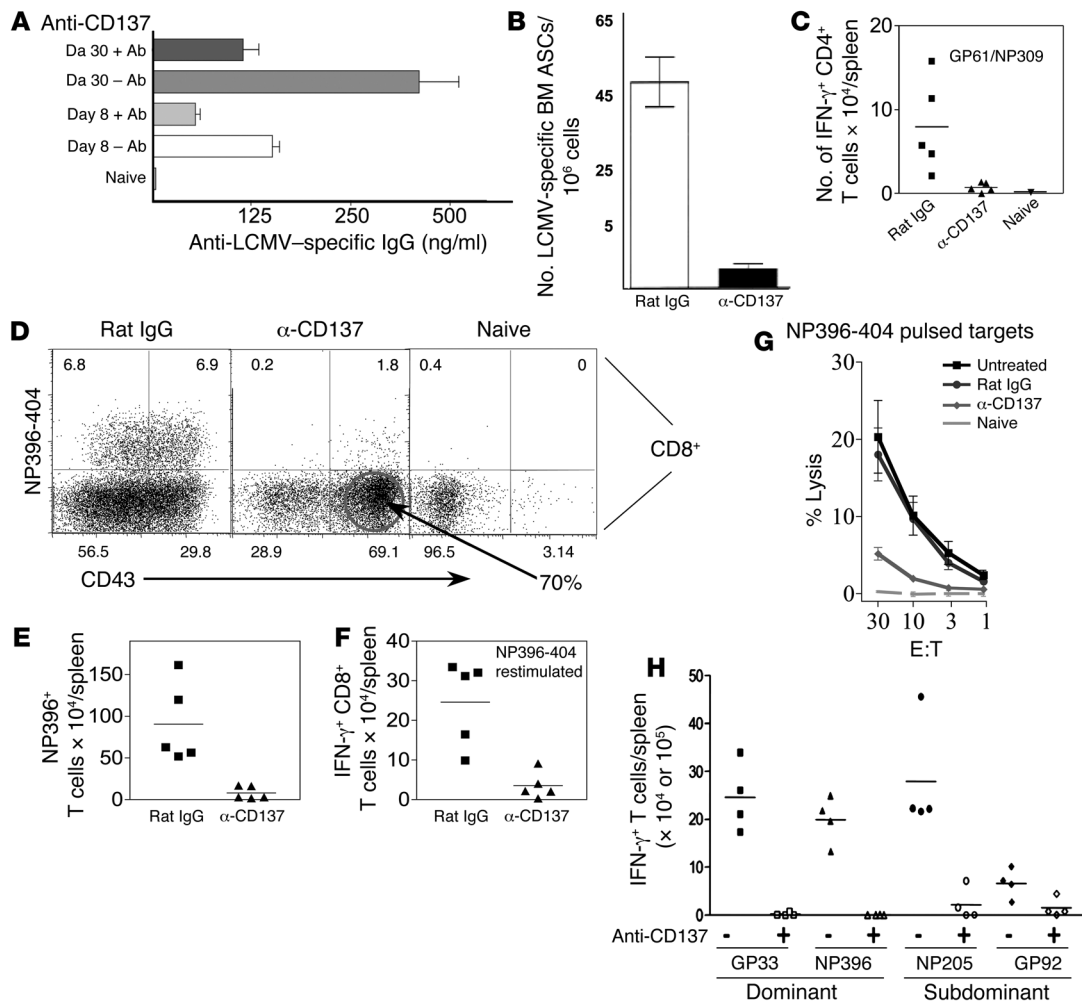 A
Anti-CD137
Da 30 + Ab
Da 30 – Ab
Day 8 + Ab
Day 8 – Ab
Naive
125 250 500
Anti-LCMV–specific IgG (ng/ml)
B
No. LCMV-specific BM ASCs/
10⁶ cells
65
45
25
5
Rat IgG α-CD137
C
No. of IFN-γ⁺ CD4⁺
T cells × 10⁴/spleen
20
10
0
GP61/NP309
Rat IgG
α-CD137
Naive
D
Rat IgG α-CD137 Naive
NP396-404
6.8 6.9 0.2 1.8 0.4 0
56.5 29.8 28.9 69.1 96.5 3.14
CD8⁺
CD43
70%
G
NP396-404 pulsed targets
Untreated
Rat IgG
α-CD137
Naive
% Lysis
30
20
10
0
30 10 3 1
E:T
E
NP396⁺
T cells × 10⁴/spleen
150
100
50
0
Rat IgG α-CD137
F
IFN-γ⁺ CD8⁺
T cells × 10⁴/spleen
40
30
20
10
0
NP396-404
restimulated
Rat IgG α-CD137
H
IFN-γ⁺ T cells/spleen
(× 10⁴ or 10⁵)
50
40
30
20
10
0
Anti-CD137 - + - + - + - +
GP33 NP396 NP205 GP92
Dominant Subdominant